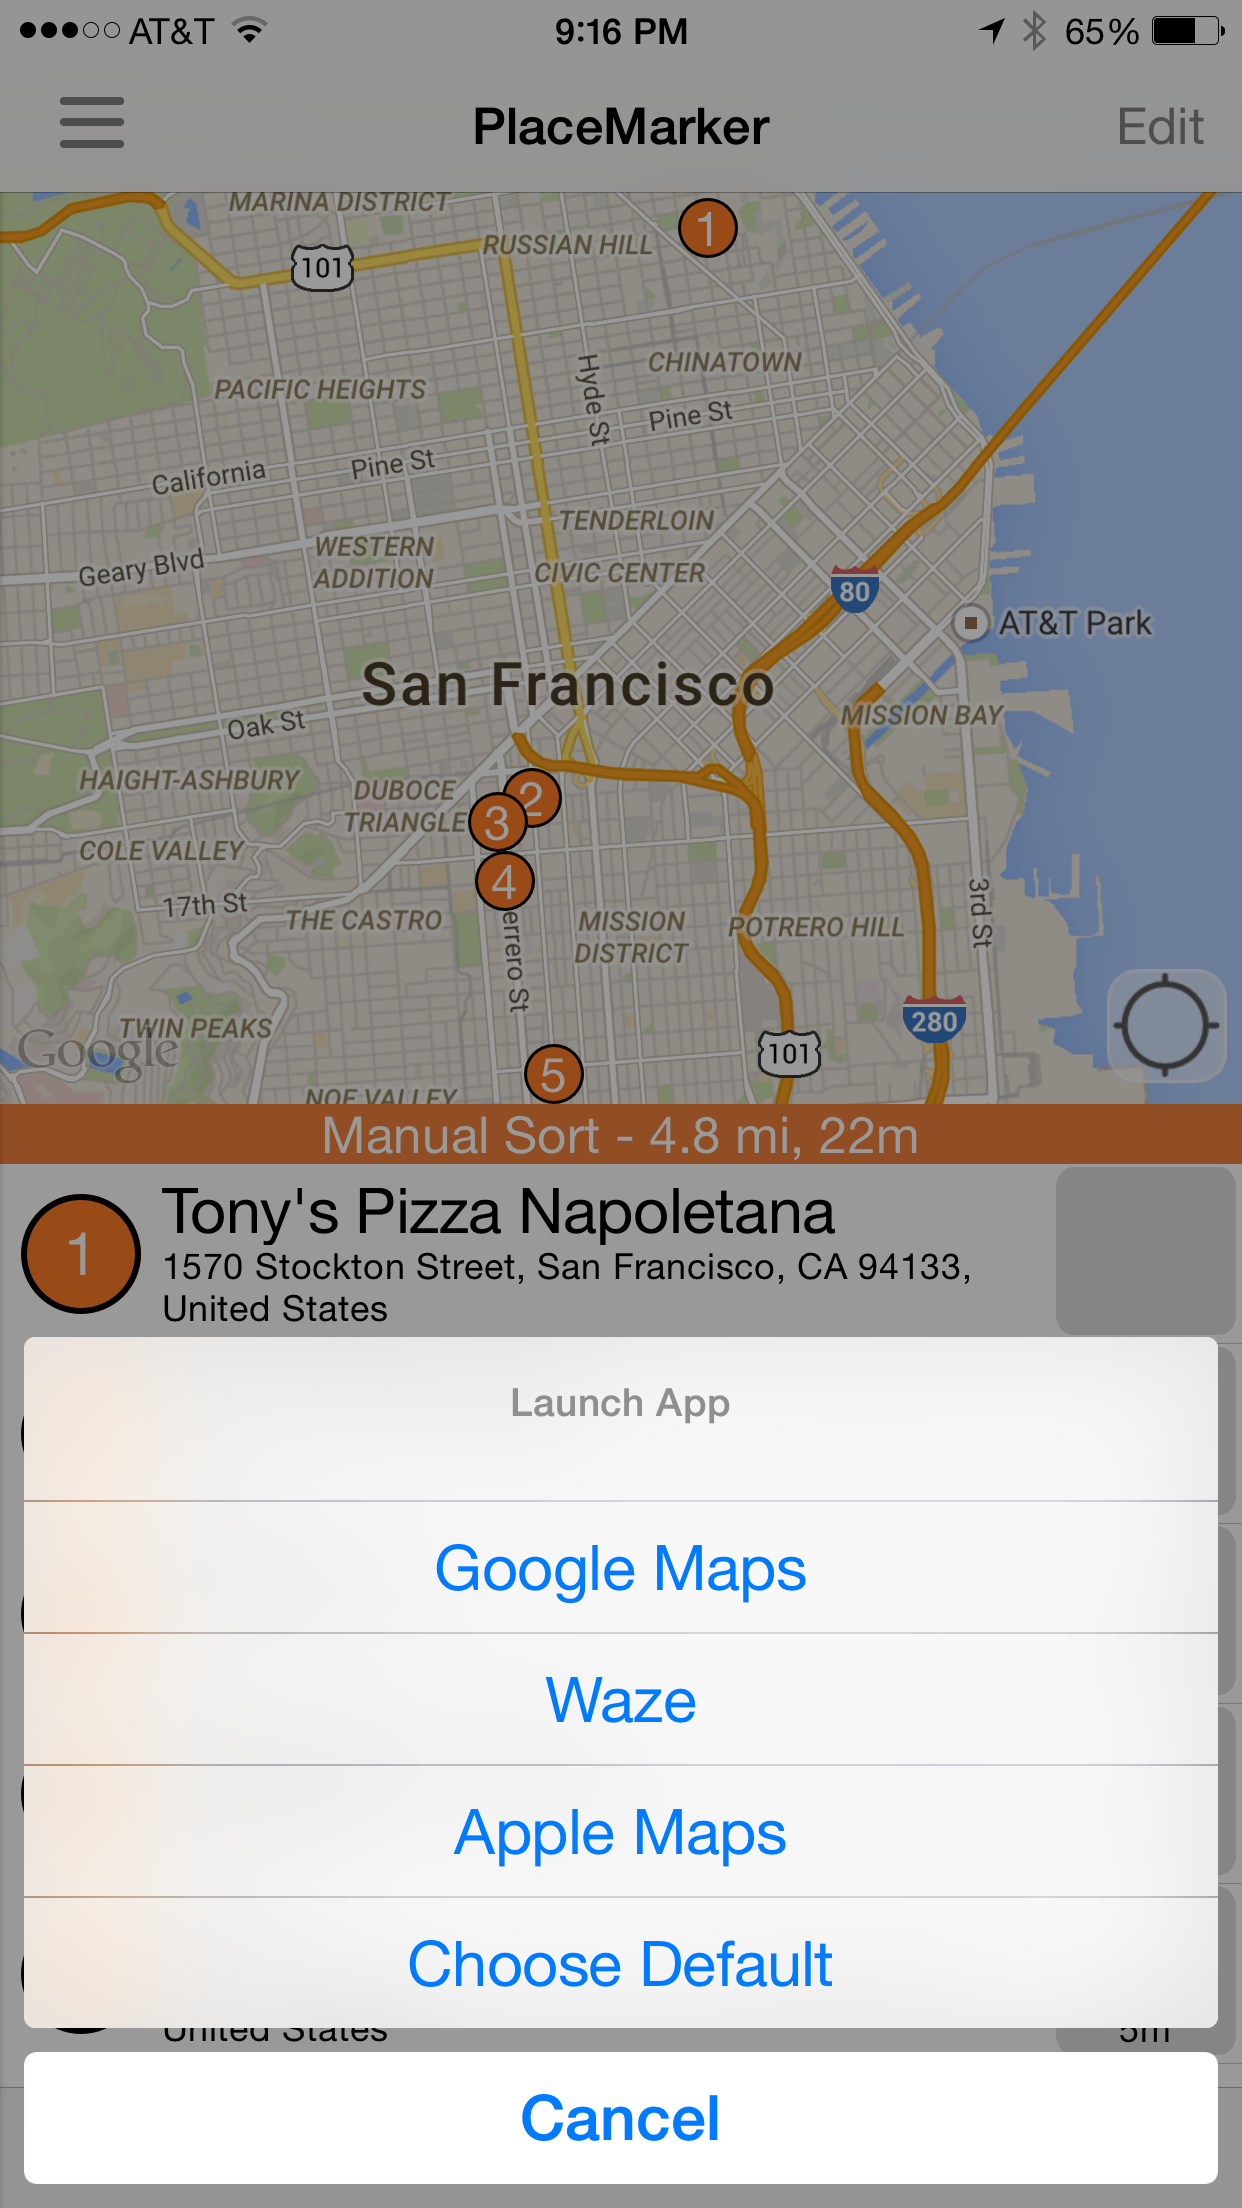 AT&T 9:16 PM 65%
PlaceMarker Edit
MARINA DISTRICT
1
RUSSIAN HILL
101
CHINATOWN
Hyde St
PACIFIC HEIGHTS
Pine St
California
Pine St
TENDERLOIN
WESTERN
ADDITION
Geary Blvd
CIVIC CENTER
80
AT&T Park
San Francisco
Oak St
MISSION BAY
HAIGHT-ASHBURY
DUBOCE
TRIANGLE
2
3
COLE VALLEY
4
17th St
THE CASTRO
errero St
MISSION
DISTRICT
POTRERO HILL
3rd St
TWIN PEAKS
Google
280
101
5
NOE VALLEY
Manual Sort - 4.8 mi, 22m
1
Tony's Pizza Napoletana
1570 Stockton Street, San Francisco, CA 94133,
United States
Launch App
Google Maps
Waze
Apple Maps
Choose Default
United States
5m
Cancel